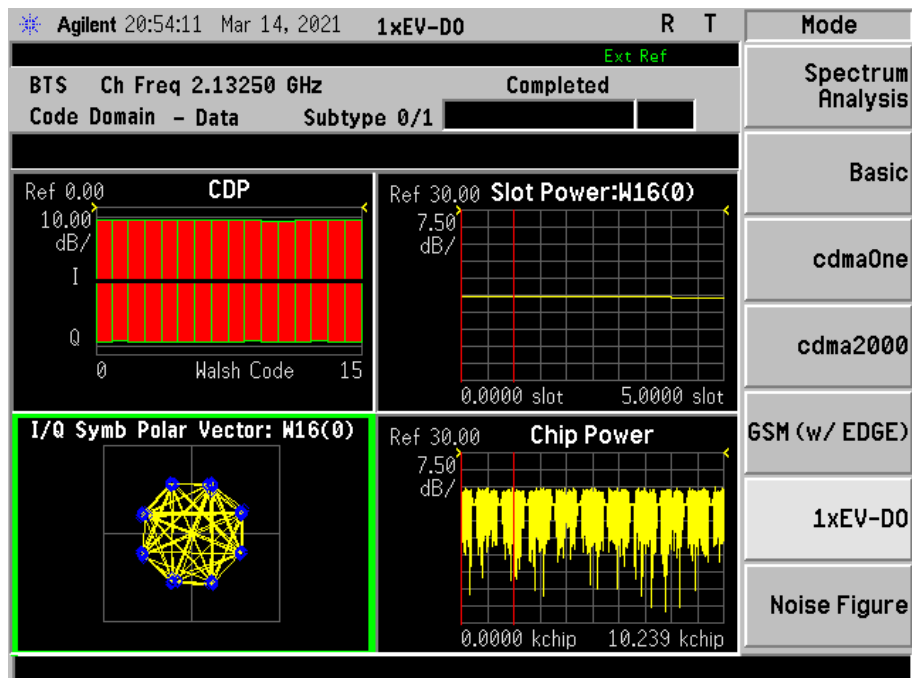 Agilent 20:54:11 Mar 14, 2021 1xEV-DO R T
Ext Ref
BTS Ch Freq 2.13250 GHz Completed
Code Domain - Data Subtype 0/1
CDP
Ref 0.00
10.00
dB/
I
Q
0 Walsh Code 15
Ref 30.00 Slot Power:W16(0)
7.50
dB/
0.0000 slot 5.0000 slot
I/Q Symb Polar Vector: W16(0)
Ref 30.00 Chip Power
7.50
dB/
0.0000 kchip 10.239 kchip
Mode
Spectrum
Analysis
Basic
cdmaOne
cdma2000
GSM (w/ EDGE)
1xEV-DO
Noise Figure